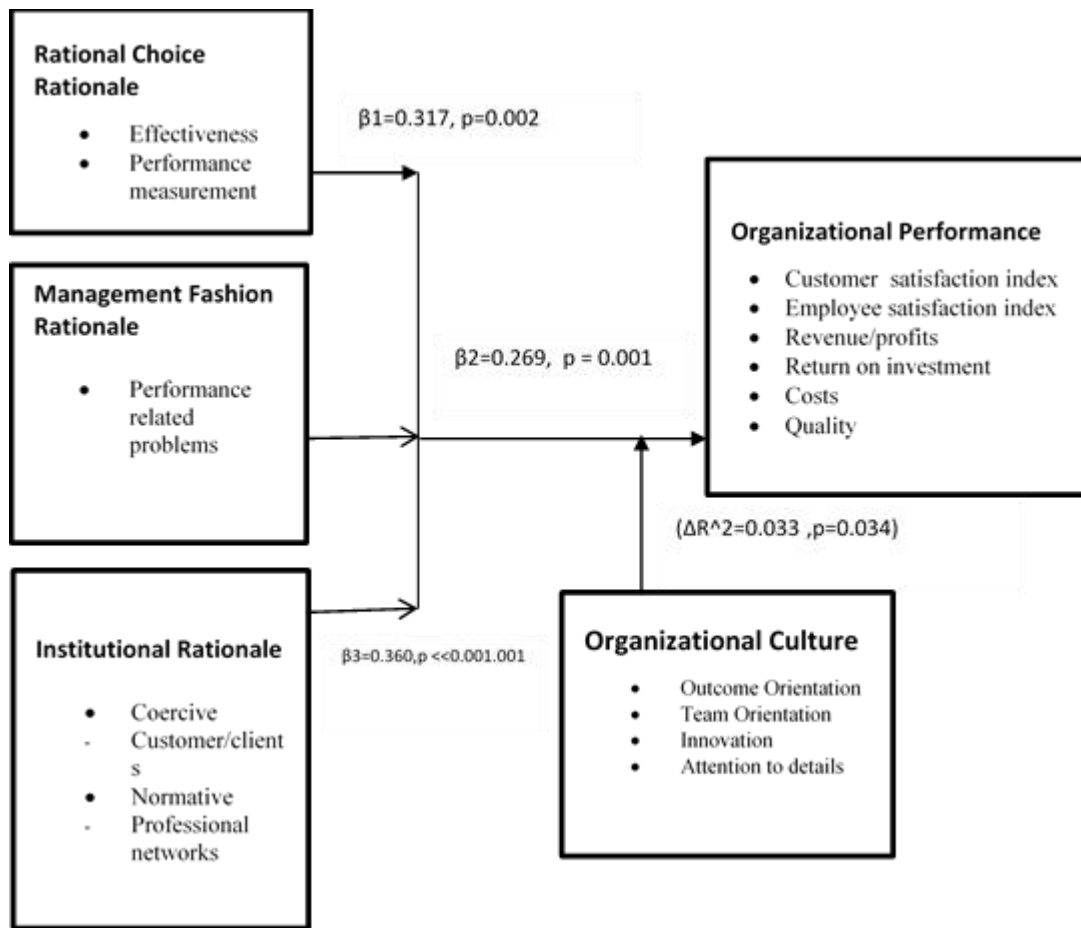 Rational Choice
Rationale
• Effectiveness
• Performance
measurement
β1=0.317, p=0.002
Management Fashion
Rationale
• Performance
related
problems
β2=0.269, p = 0.001
Organizational Performance
• Customer satisfaction index
• Employee satisfaction index
• Revenue/profits
• Return on investment
• Costs
• Quality
(ΔR^2=0.033 ,p=0.034)
Institutional Rationale
• Coercive
- Customer/client
s
• Normative
- Professional
networks
β3=0.360,p <<0.001.001
Organizational Culture
• Outcome Orientation
• Team Orientation
• Innovation
• Attention to details